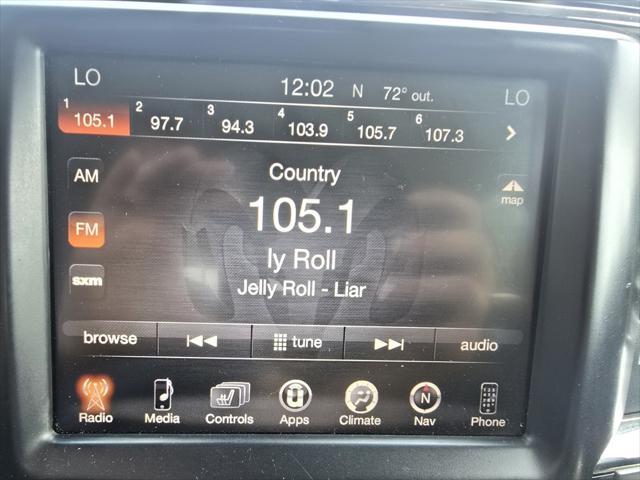 LO 12:02 N 72° out. LO
1 105.1 2 97.7 3 94.3 4 103.9 5 105.7 6 107.3
AM
FM
sxm
Country
105.1
ly Roll
Jelly Roll - Liar
map
browse tune audio
Radio Media Controls Apps Climate Nav Phone
U
N